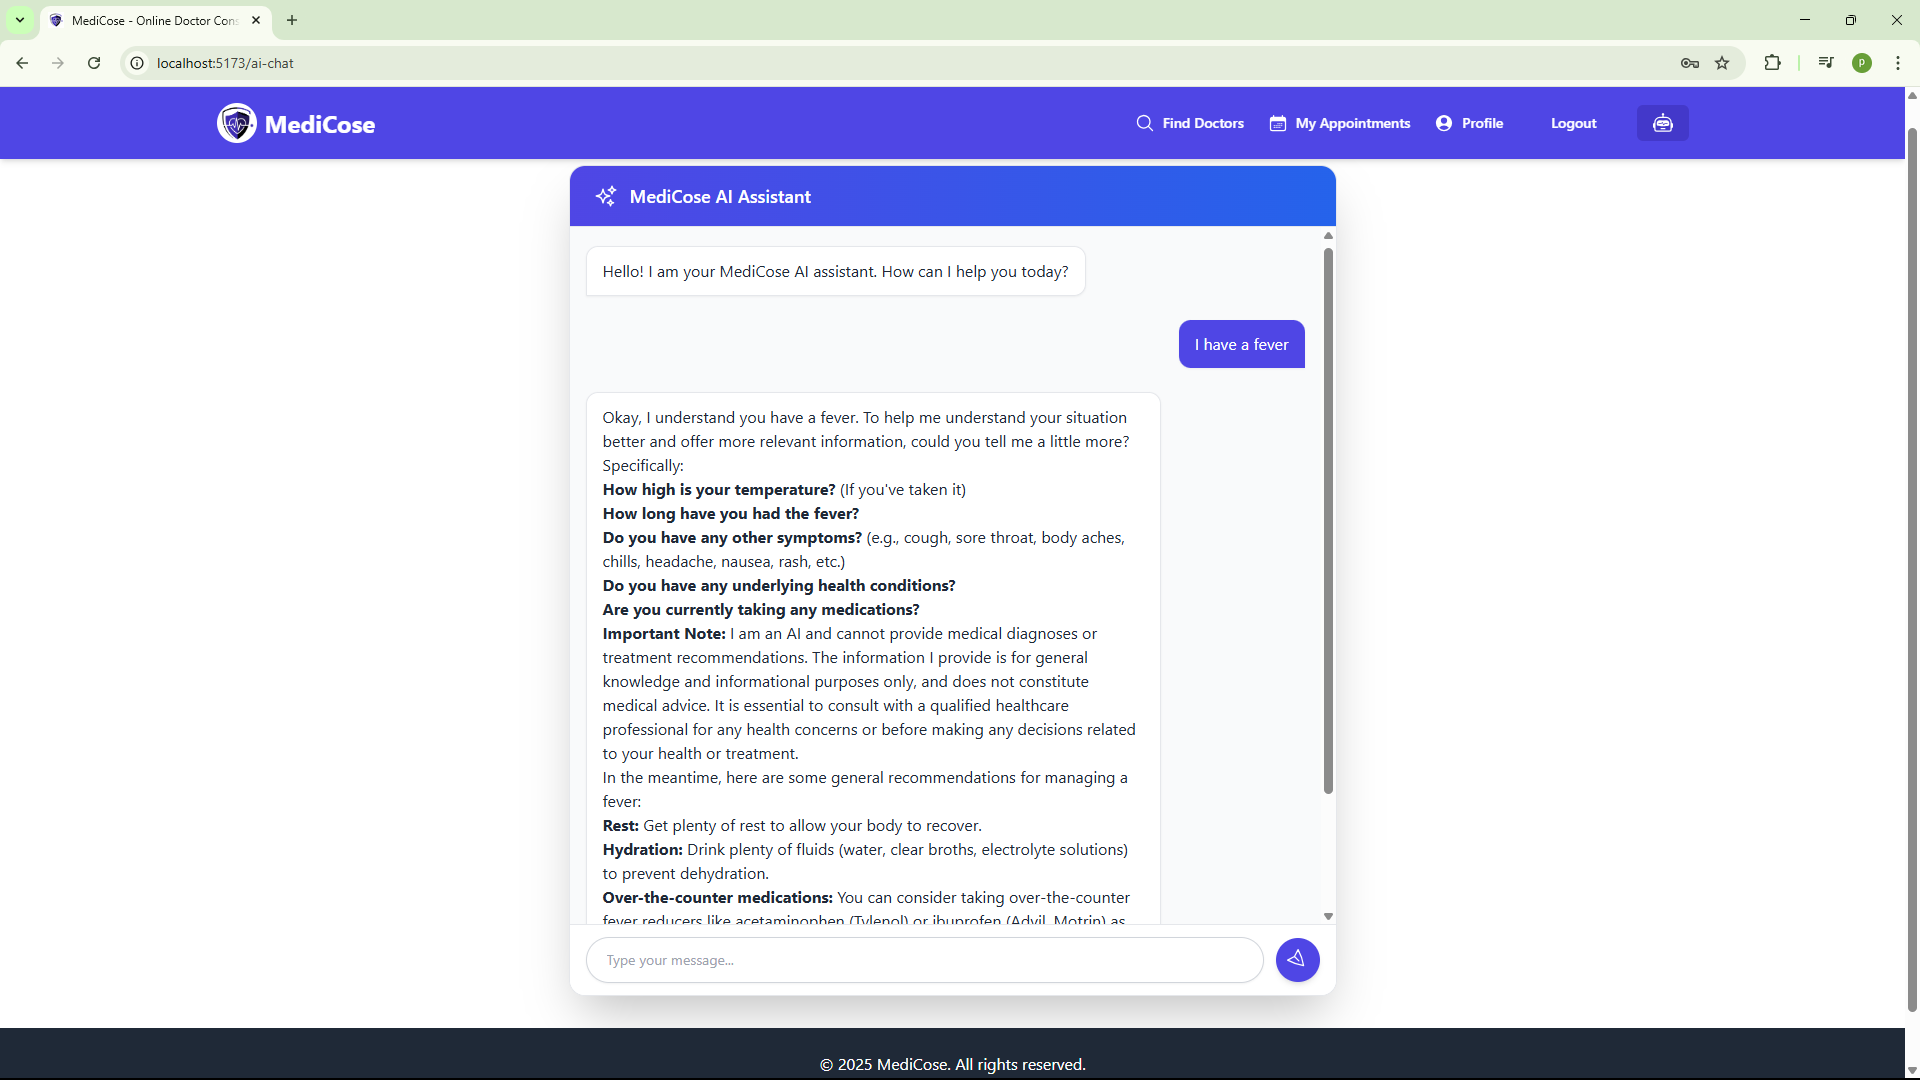 MediCose - Online Doctor Cons
localhost:5173/ai-chat
P
MediCose
Find Doctors
My Appointments
Profile
Logout
MediCose AI Assistant
Hello! I am your MediCose AI assistant. How can I help you today?
I have a fever
Okay, I understand you have a fever. To help me understand your situation
better and offer more relevant information, could you tell me a little more?
Specifically:
How high is your temperature? (If you've taken it)
How long have you had the fever?
Do you have any other symptoms? (e.g., cough, sore throat, body aches,
chills, headache, nausea, rash, etc.)
Do you have any underlying health conditions?
Are you currently taking any medications?
Important Note: I am an AI and cannot provide medical diagnoses or
treatment recommendations. The information I provide is for general
knowledge and informational purposes only, and does not constitute
medical advice. It is essential to consult with a qualified healthcare
professional for any health concerns or before making any decisions related
to your health or treatment.
In the meantime, here are some general recommendations for managing a
fever:
Rest: Get plenty of rest to allow your body to recover.
Hydration: Drink plenty of fluids (water, clear broths, electrolyte solutions)
to prevent dehydration.
Over-the-counter medications: You can consider taking over-the-counter
fever reducers like acetaminophen (Tylenol) or ibuprofen (Advil, Motrin) as
Type your message...
© 2025 MediCose. All rights reserved.